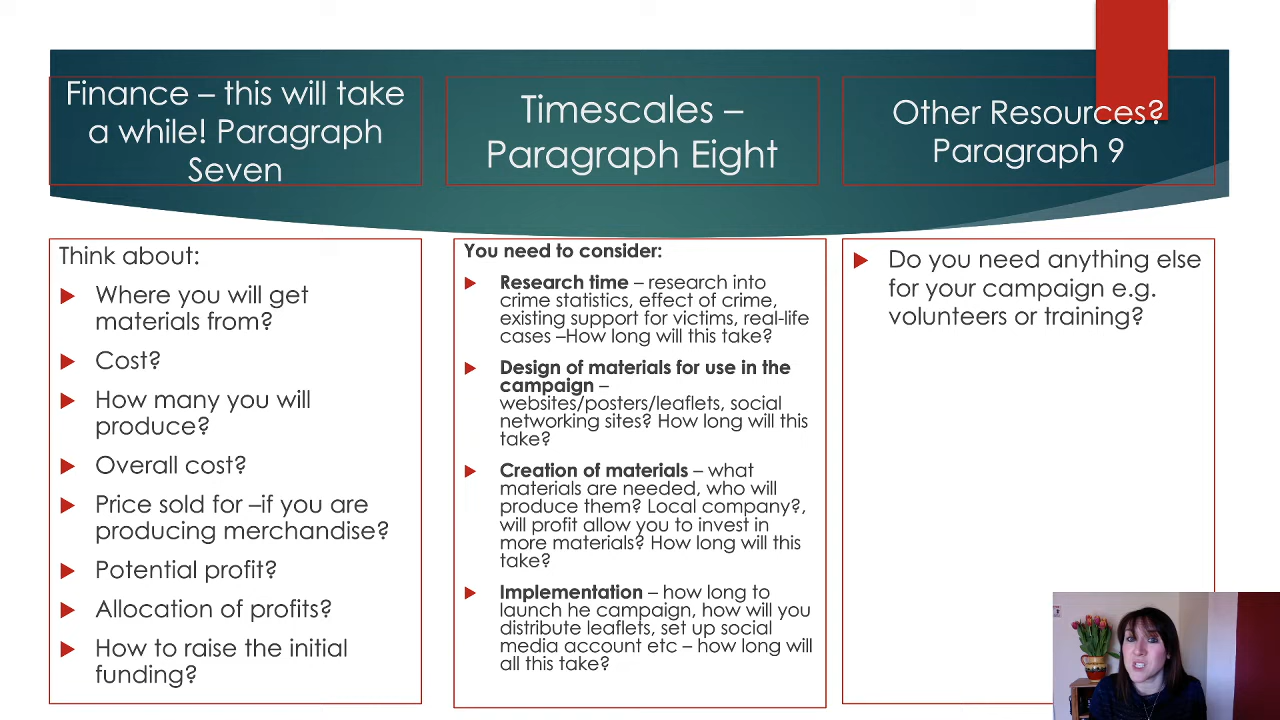 Finance – this will take
a while! Paragraph
Seven
Timescales –
Paragraph Eight
Other Resources?
Paragraph 9
Think about:
Where you will get
materials from?
Cost?
How many you will
produce?
Overall cost?
Price sold for –if you are
producing merchandise?
Potential profit?
Allocation of profits?
How to raise the initial
funding?
You need to consider:
Research time – research into
crime statistics, effect of crime,
existing support for victims, real-life
cases –How long will this take?
Design of materials for use in the
campaign –
websites/posters/leaflets, social
networking sites? How long will this
take?
Creation of materials – what
materials are needed, who will
produce them? Local company?,
will profit allow you to invest in
more materials? How long will this
take?
Implementation – how long to
launch he campaign, how will you
distribute leaflets, set up social
media account etc – how long will
all this take?
Do you need anything else
for your campaign e.g.
volunteers or training?